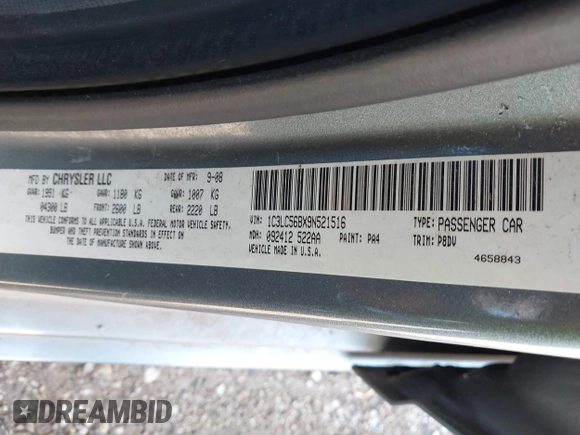 MFD BY CHRYSLER LLC DATE OF MFR: 9-08
GVWR: 1951 KG GAWR: 1180 KG GAWR: 1007 KG
04300 LB FRONT: 2600 LB REAR: 2220 LB
THIS VEHICLE CONFORMS TO ALL APPLICABLE U.S.A. FEDERAL MOTOR VEHICLE SAFETY,
BUMPER AND THEFT PREVENTION STANDARDS IN EFFECT ON
THE DATE OF MANUFACTURE SHOWN ABOVE.
VIN: 1C3LC56BX9N521516 TYPE: PASSENGER CAR
MDH: 092412 522AA PAINT: PA4 TRIM: P8DV
VEHICLE MADE IN U.S.A.
4658843
DREAMBID